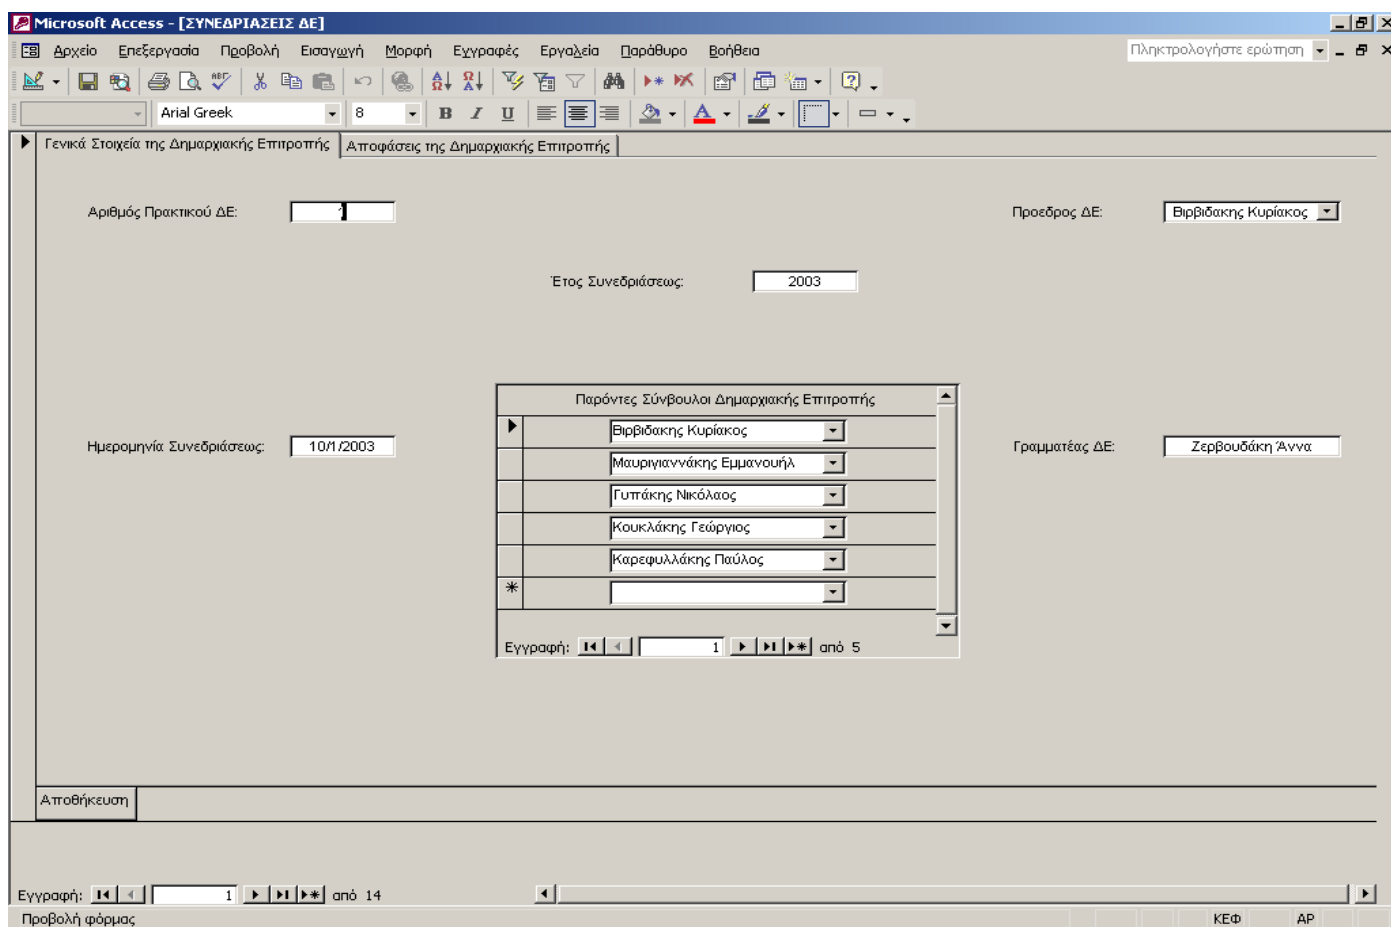 Microsoft Access - [ΣΥΝΕΔΡΙΑΣΕΙΣ ΔΕ]
Αρχείο Επεξεργασία Προβολή Εισαγωγή Μορφή Εγγραφές Εργαλεία Παράθυρο Βοήθεια Πληκτρολογήστε ερώτηση
Arial Greek 8 B I U
Γενικά Στοιχεία της Δημαρχιακής Επιτροπής Αποφάσεις της Δημαρχιακής Επιτροπής
Αριθμός Πρακτικού ΔΕ: 1 Προεδρος ΔΕ: Βιρβιδακης Κυρίακος
Έτος Συνεδριάσεως: 2003
Παρόντες Σύνβουλοι Δημαρχιακής Επιτροπής
Βιρβιδακης Κυρίακος
Ημερομηνία Συνεδριάσεως: 10/1/2003 Γραμματέας ΔΕ: Ζερβουδάκη Άννα
Μαυριγιαννάκης Εμμανουήλ
Γυπάκης Νικόλαος
Κουκλάκης Γεώργιος
Καρεφυλλάκης Παύλος
Εγγραφή: 1 από 5
Αποθήκευση
Εγγραφή: 1 από 14
Προβολή φόρμας ΚΕΦ ΑΡ